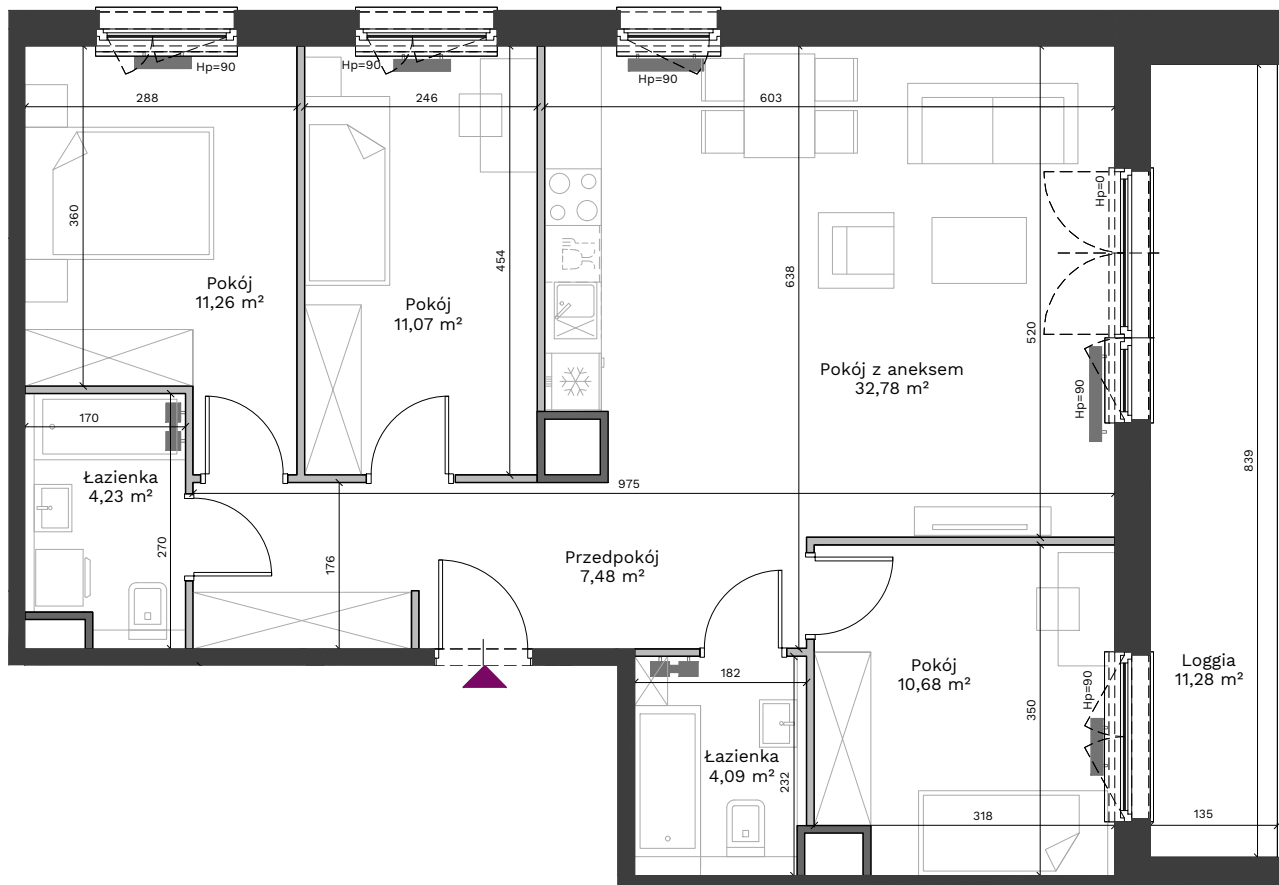 Hp=90
Hp=90
Hp=90
288
246
603
360
454
638
520
Hp=0
Pokój
11,26 m²
Pokój
11,07 m²
Pokój z aneksem
32,78 m²
Hp=90
170
Łazienka
4,23 m²
270
975
839
176
Przedpokój
7,48 m²
182
Łazienka
4,09 m²
232
Pokój
10,68 m²
350
Hp=90
318
Loggia
11,28 m²
135